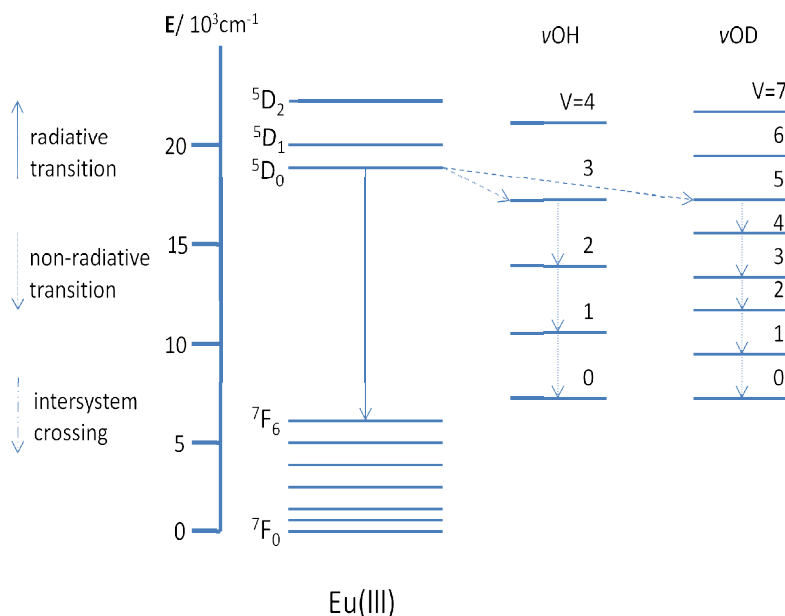 E/ 10³cm⁻¹
νOH
νOD
radiative
transition
non-radiative
transition
intersystem
crossing
20
15
10
5
0
⁵D₂
⁵D₁
⁵D₀
⁷F₆
⁷F₀
Eu(III)
V=4
3
2
1
0
V=7
6
5
4
3
2
1
0